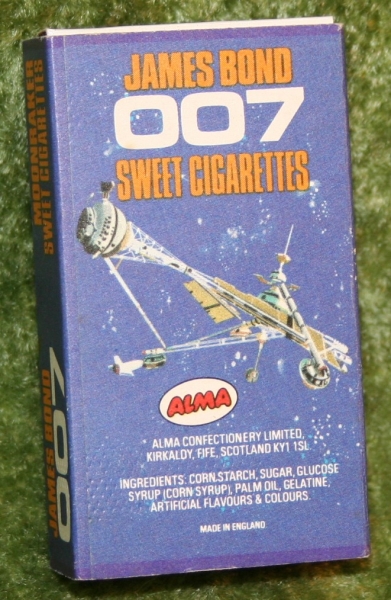 JAMES BOND
007
SWEET CIGARETTES
ALMA
ALMA CONFECTIONERY LIMITED,
KIRKALDY, FIFE, SCOTLAND KY1 1SL.
INGREDIENTS: CORN STARCH, SUGAR, GLUCOSE
SYRUP (CORN SYRUP), PALM OIL, GELATINE,
ARTIFICIAL FLAVOURS & COLOURS.
MADE IN ENGLAND
MOONRAKER
SWEET CIGARETTES
JAMES BOND
007